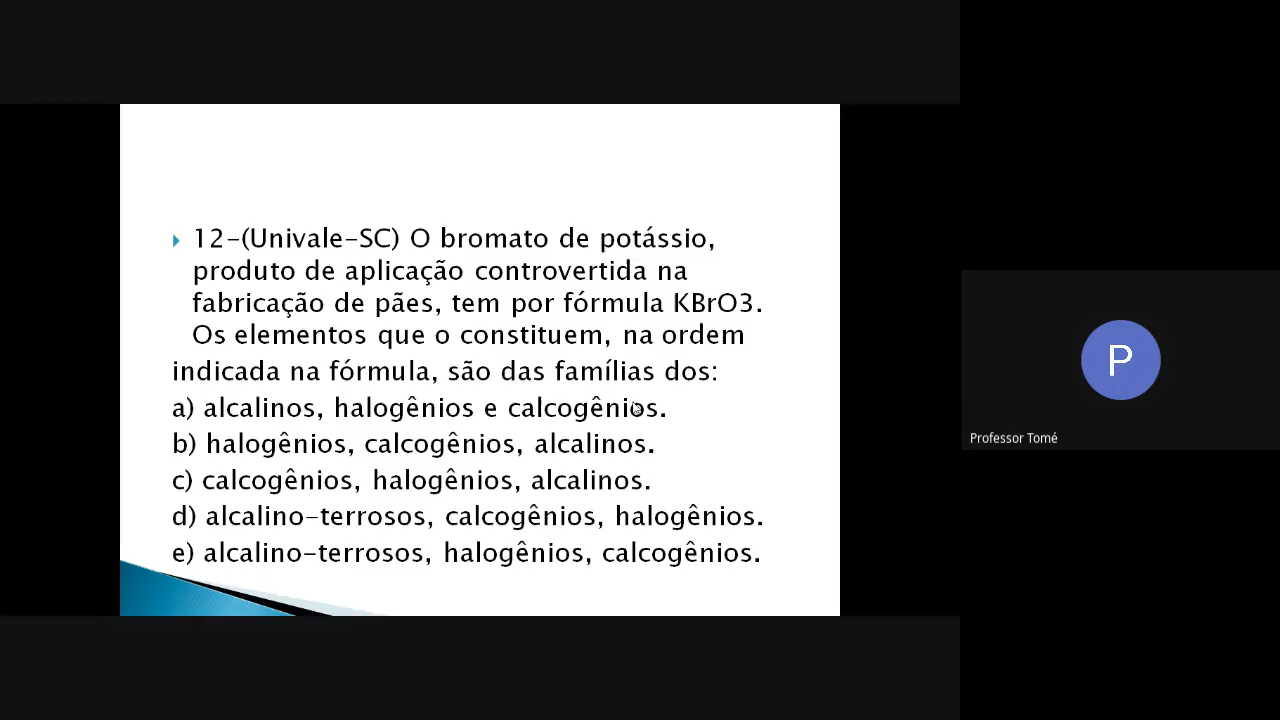 12-(Univale-SC) O bromato de potássio,
produto de aplicação controvertida na
fabricação de pães, tem por fórmula KBrO3.
Os elementos que o constituem, na ordem
indicada na fórmula, são das famílias dos:
a) alcalinos, halogênios e calcogênios.
b) halogênios, calcogênios, alcalinos.
c) calcogênios, halogênios, alcalinos.
d) alcalino-terrosos, calcogênios, halogênios.
e) alcalino-terrosos, halogênios, calcogênios.
P
Professor Tomé